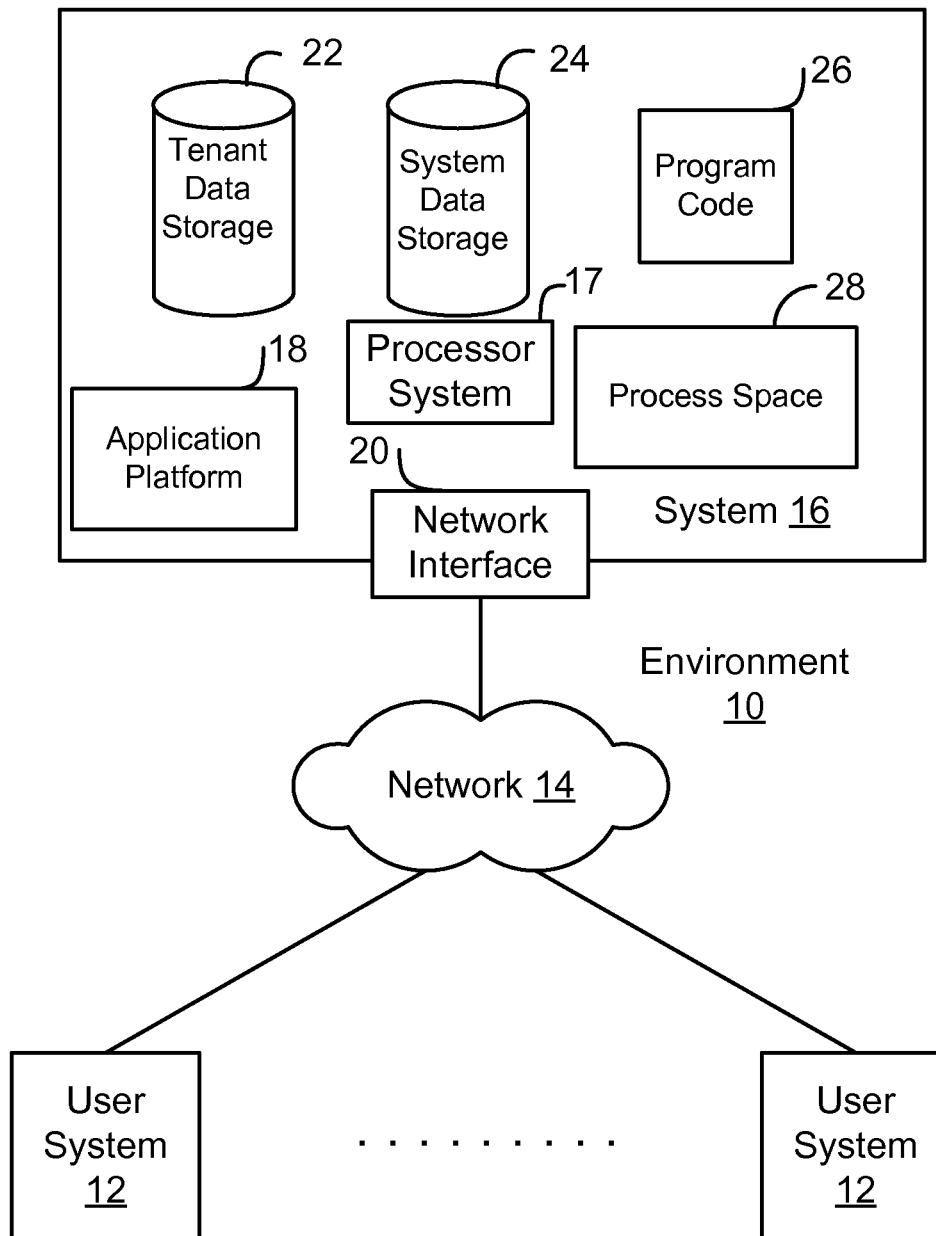 22
24
26
Tenant
Data
Storage
System
Data
Storage
Program
Code
17
28
18
Processor
System
Process Space
Application
Platform
20
Network
Interface
System 16
Environment
10
Network 14
User
System
12
. . . . . . . . .
User
System
12